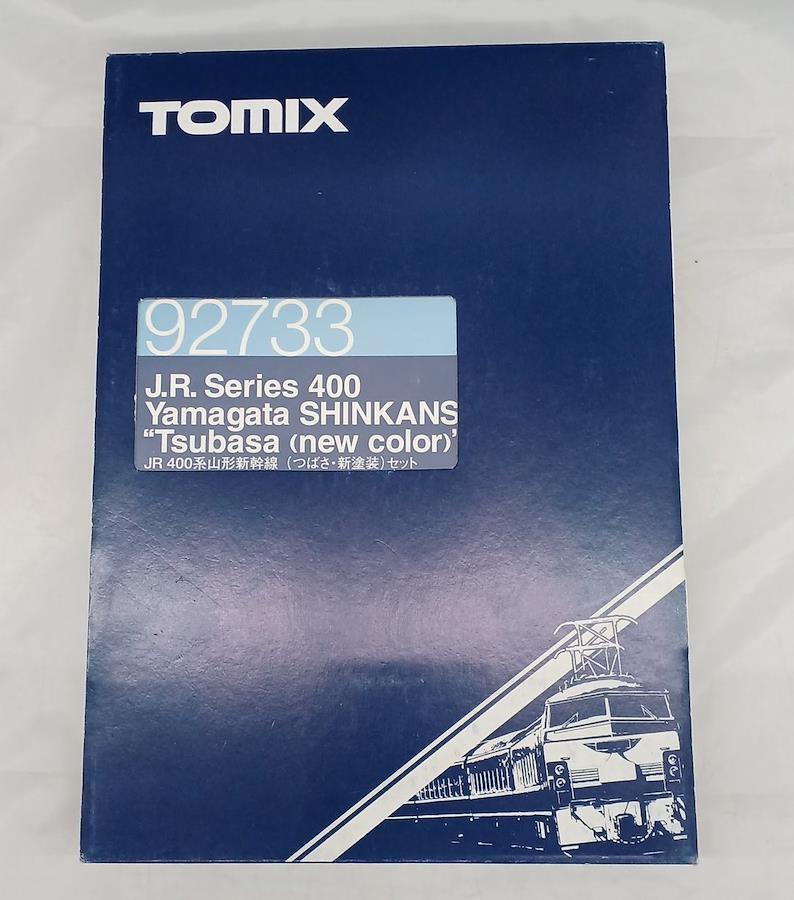 TOMIX
92733
J.R. Series 400
Yamagata SHINKANS
“Tsubasa (new color)”
JR 400系山形新幹線 (つばさ・新塗装) セット